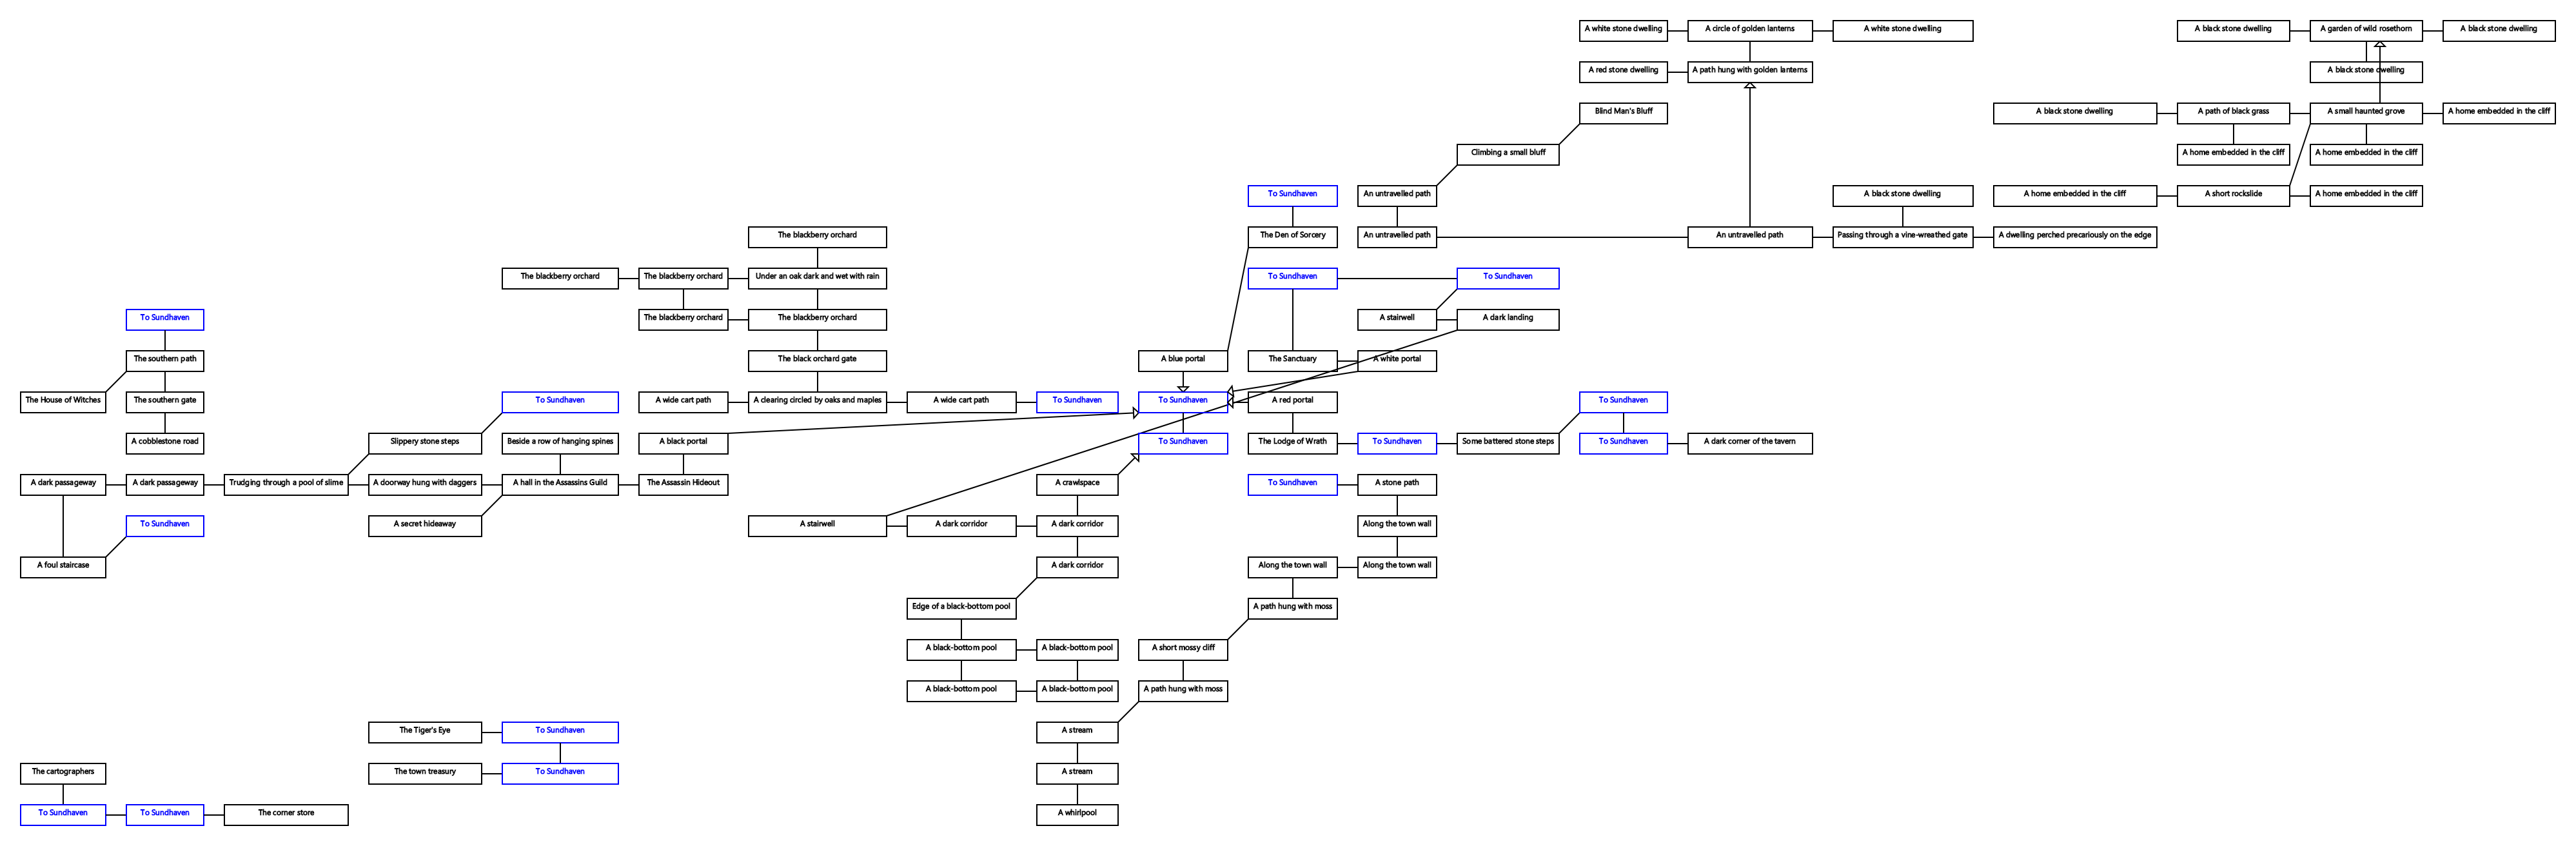 A white stone dwelling
A circle of golden lanterns
A white stone dwelling
A black stone dwelling
A garden of wild rosethorn
A black stone dwelling
A red stone dwelling
A path hung with golden lanterns
A black stone dwelling
Blind Man's Bluff
A black stone dwelling
A path of black grass
A small haunted grove
A home embedded in the cliff
Climbing a small bluff
A home embedded in the cliff
A home embedded in the cliff
To Sundhaven
An untravelled path
A black stone dwelling
A home embedded in the cliff
A short rockslide
A home embedded in the cliff
The blackberry orchard
The Den of Sorcery
An untravelled path
An untravelled path
Passing through a vine-wreathed gate
A dwelling perched precariously on the edge
The blackberry orchard
The blackberry orchard
Under an oak dark and wet with rain
To Sundhaven
To Sundhaven
To Sundhaven
The blackberry orchard
The blackberry orchard
A stairwell
A dark landing
The southern path
The black orchard gate
A blue portal
The Sanctuary
A white portal
The House of Witches
The southern gate
To Sundhaven
A wide cart path
A clearing circled by oaks and maples
A wide cart path
To Sundhaven
To Sundhaven
A red portal
To Sundhaven
A cobblestone road
Slippery stone steps
Beside a row of hanging spines
A black portal
To Sundhaven
The Lodge of Wrath
To Sundhaven
Some battered stone steps
To Sundhaven
A dark corner of the tavern
A dark passageway
A dark passageway
Trudging through a pool of slime
A doorway hung with daggers
A hall in the Assassins Guild
The Assassin Hideout
A crawlspace
To Sundhaven
A stone path
To Sundhaven
A secret hideaway
A stairwell
A dark corridor
A dark corridor
Along the town wall
A foul staircase
A dark corridor
Along the town wall
Along the town wall
Edge of a black-bottom pool
A path hung with moss
A black-bottom pool
A black-bottom pool
A short mossy cliff
A black-bottom pool
A black-bottom pool
A path hung with moss
The Tiger's Eye
To Sundhaven
A stream
The cartographers
The town treasury
To Sundhaven
A stream
To Sundhaven
To Sundhaven
The corner store
A whirlpool